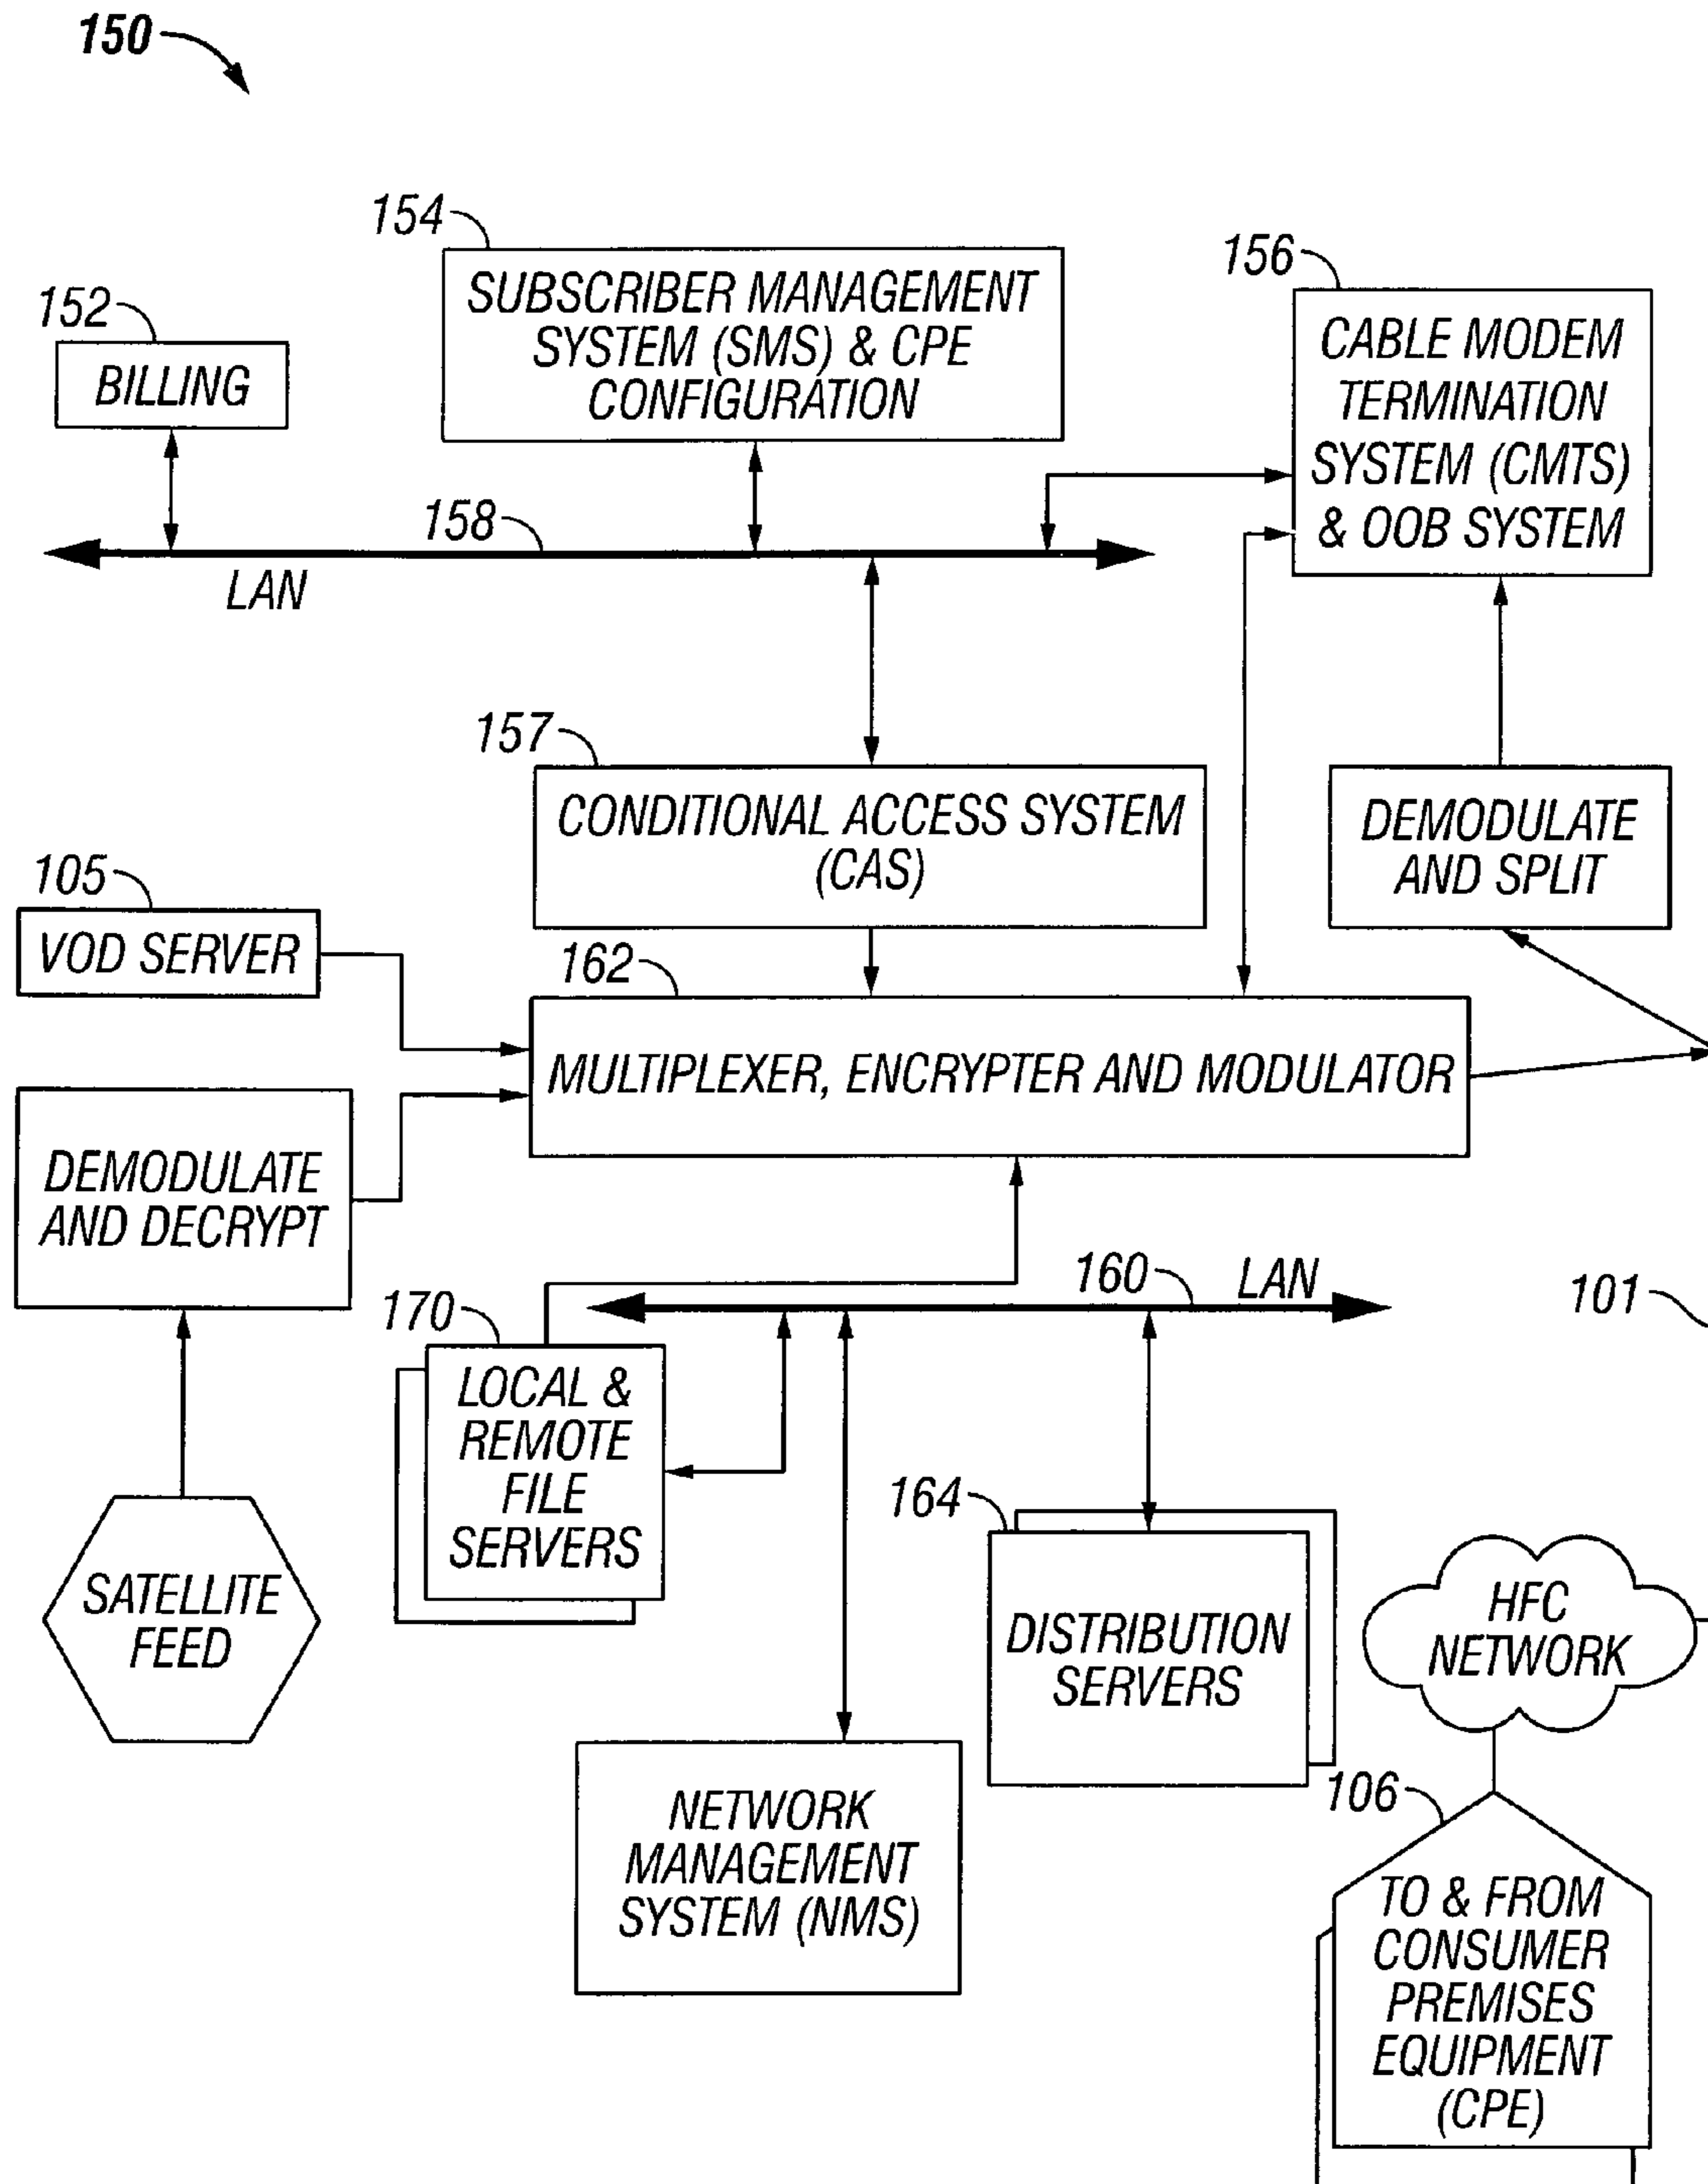 150
154
SUBSCRIBER MANAGEMENT
SYSTEM (SMS) & CPE
CONFIGURATION
156
CABLE MODEM
TERMINATION
SYSTEM (CMTS)
& OOB SYSTEM
152
BILLING
158
LAN
157
CONDITIONAL ACCESS SYSTEM
(CAS)
DEMODULATE
AND SPLIT
105
VOD SERVER
162
MULTIPLEXER, ENCRYPTER AND MODULATOR
DEMODULATE
AND DECRYPT
160
LAN
101
170
LOCAL &
REMOTE
FILE
SERVERS
164
DISTRIBUTION
SERVERS
SATELLITE
FEED
HFC
NETWORK
NETWORK
MANAGEMENT
SYSTEM (NMS)
106
TO & FROM
CONSUMER
PREMISES
EQUIPMENT
(CPE)